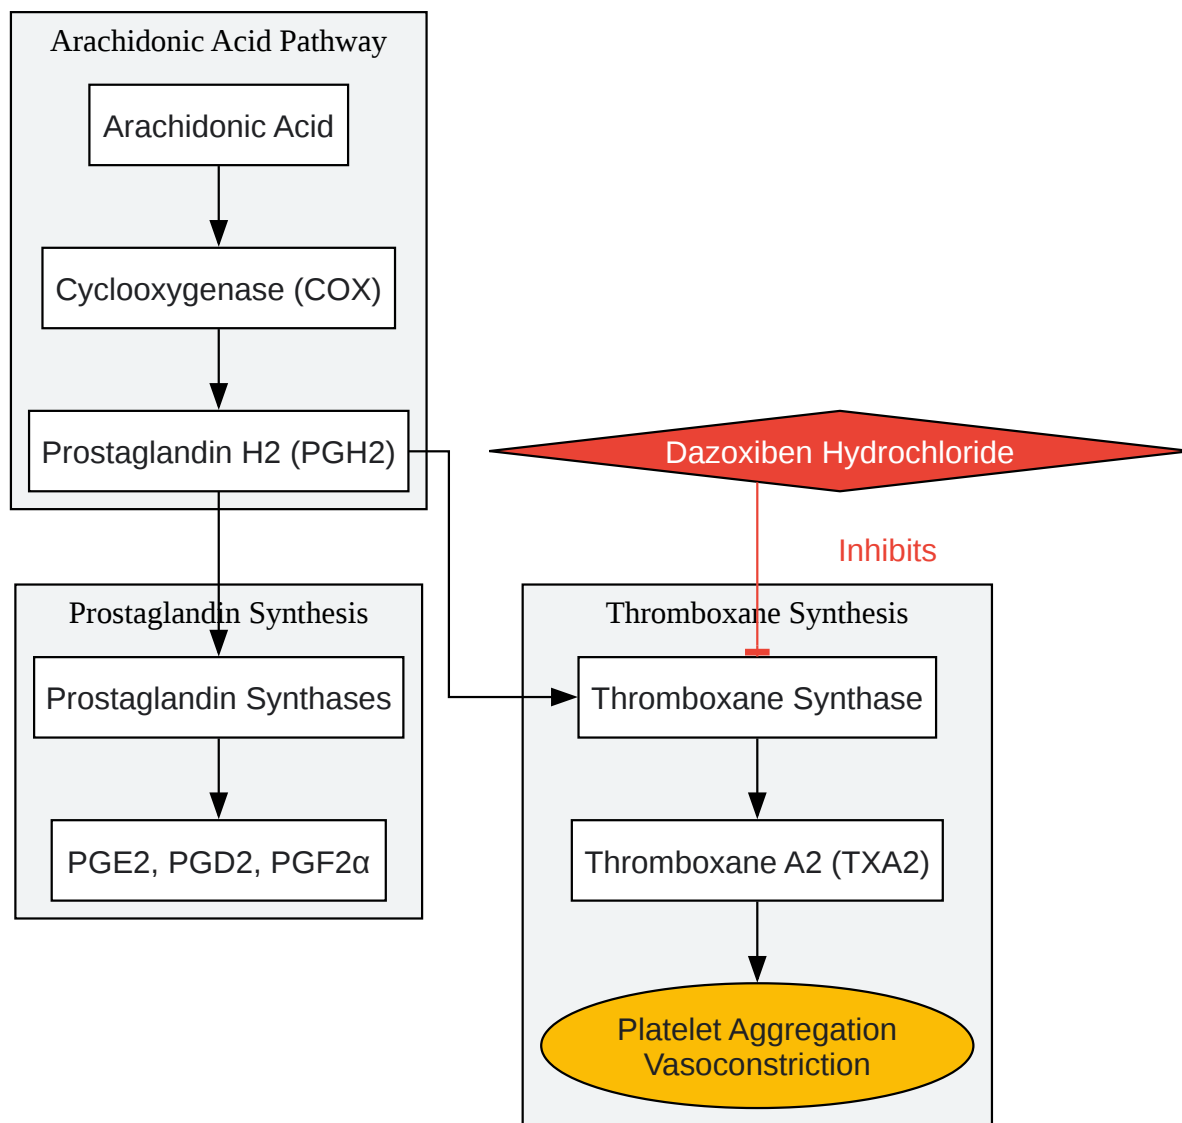 Arachidonic Acid Pathway
Arachidonic Acid
Cyclooxygenase (COX)
Prostaglandin H2 (PGH2)
Dazoxiben Hydrochloride
Inhibits
Prostaglandin Synthesis
Prostaglandin Synthases
PGE2, PGD2, PGF2α
Thromboxane Synthesis
Thromboxane Synthase
Thromboxane A2 (TXA2)
Platelet Aggregation
Vasoconstriction